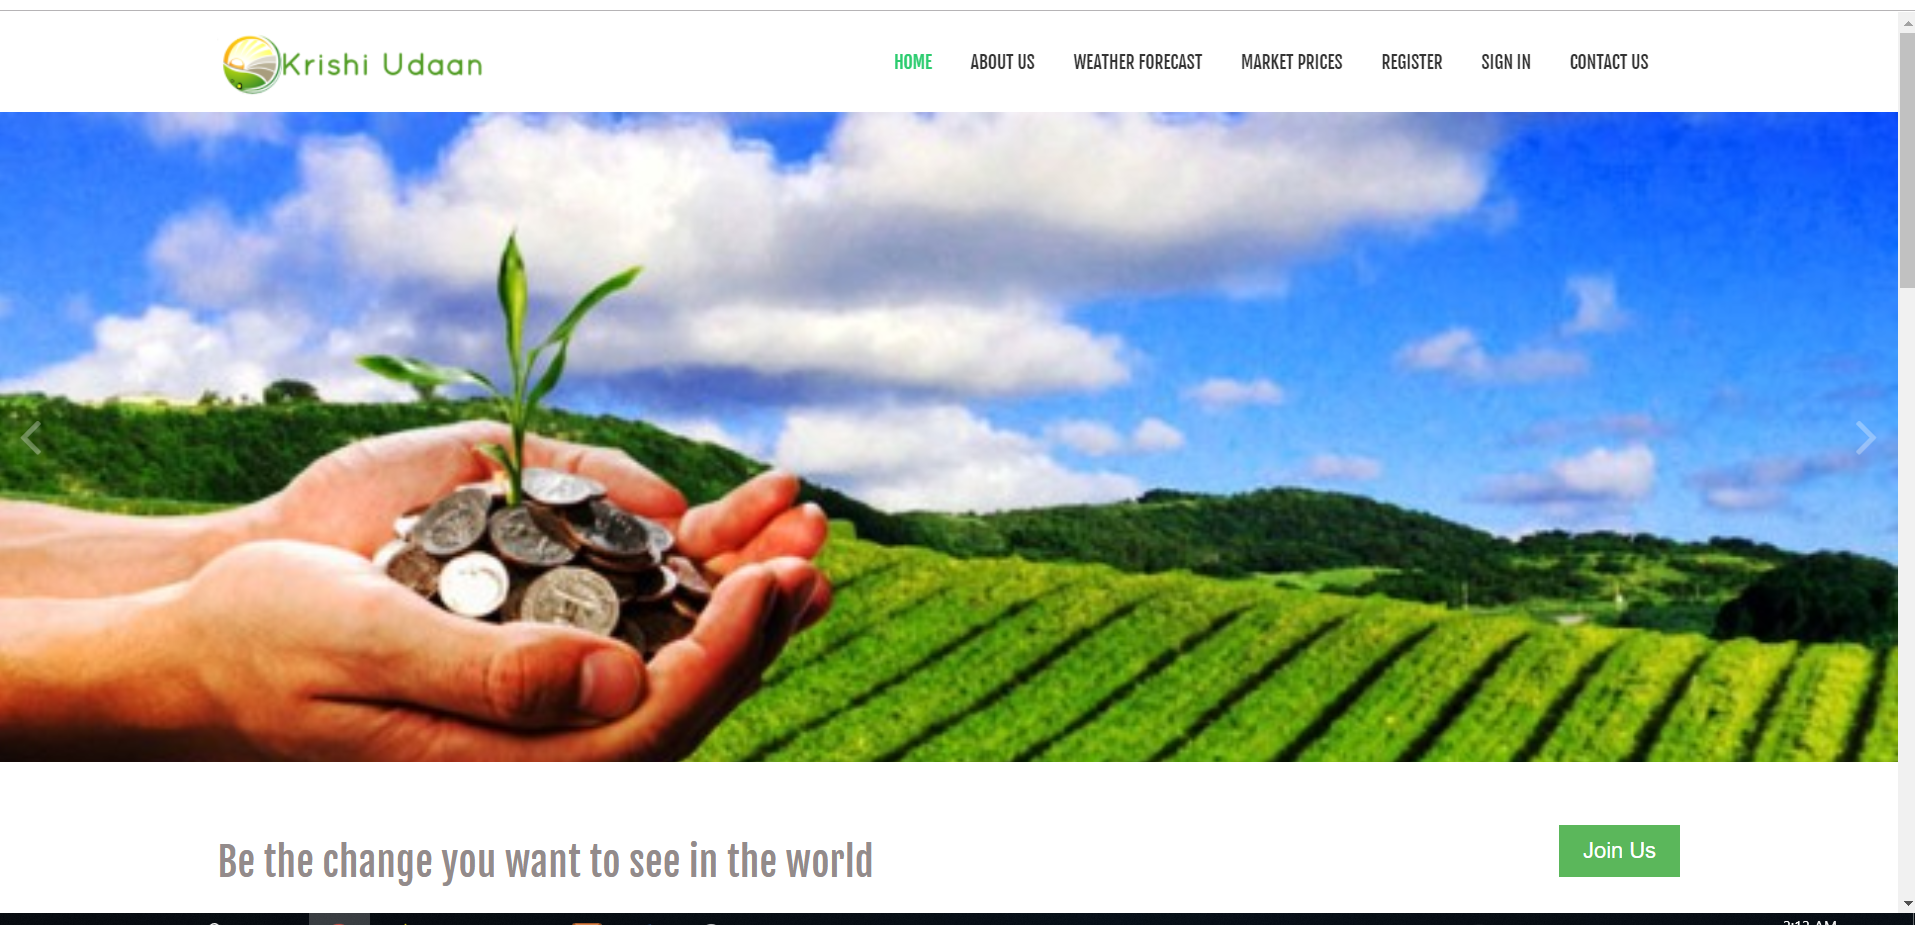 Krishi Udaan
HOME ABOUT US WEATHER FORECAST MARKET PRICES REGISTER SIGN IN CONTACT US
Be the change you want to see in the world
Join Us